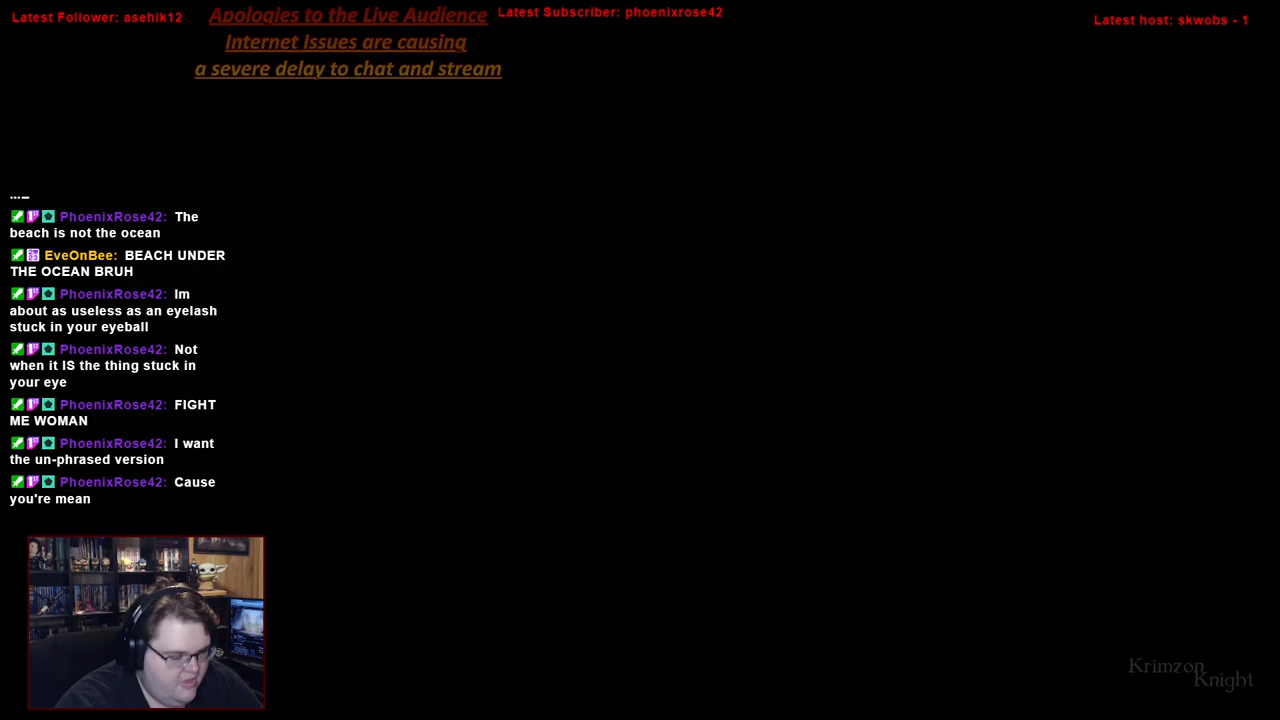 Latest Follower: asehik12
Apologies to the Live Audience
Internet Issues are causing
a severe delay to chat and stream
Latest Subscriber: phoenixrose42
Latest host: skwobs - 1
PhoenixRose42: The
beach is not the ocean
EveOnBee: BEACH UNDER
THE OCEAN BRUH
PhoenixRose42: Im
about as useless as an eyelash
stuck in your eyeball
PhoenixRose42: Not
when it IS the thing stuck in
your eye
PhoenixRose42: FIGHT
ME WOMAN
PhoenixRose42: I want
the un-phrased version
PhoenixRose42: Cause
you're mean
Krimzon
Knight